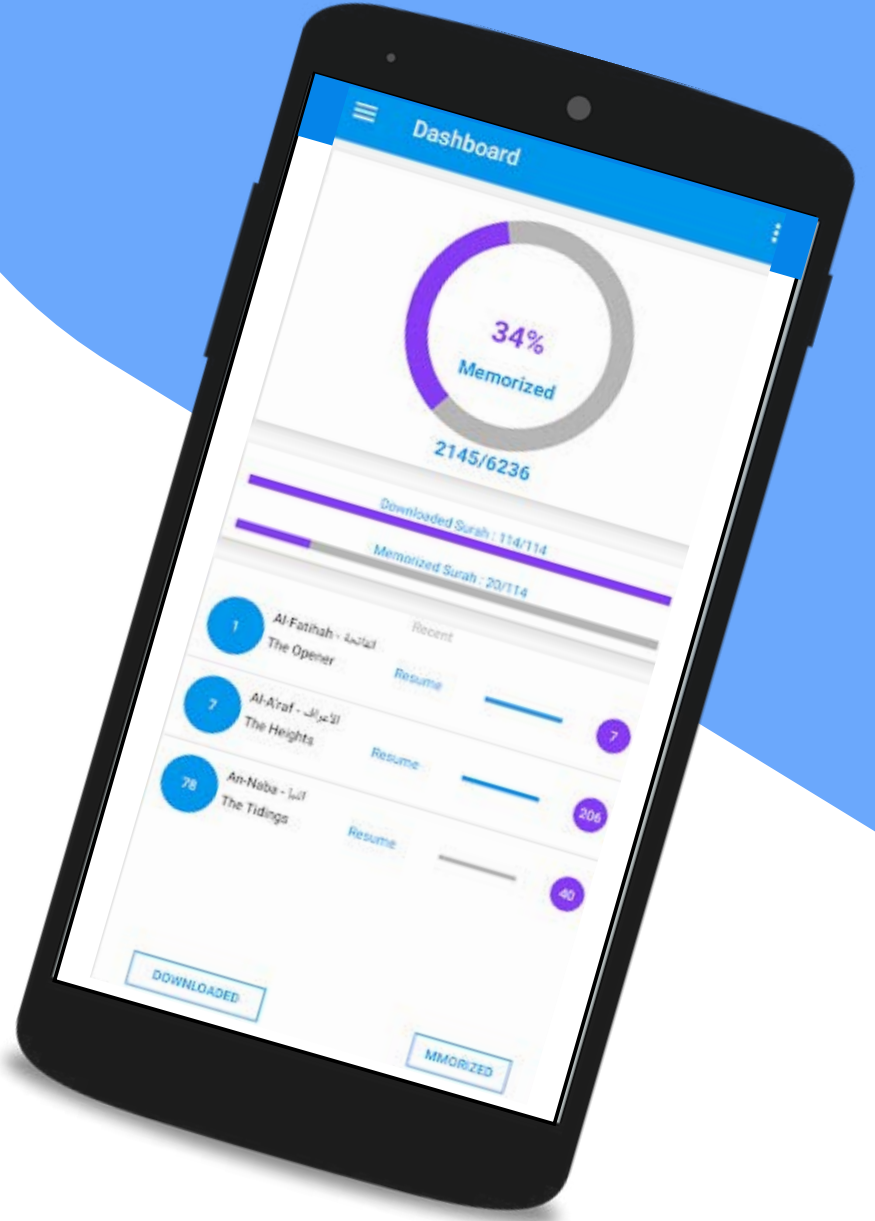 Dashboard
34%
Memorized
2145/6236
Downloaded Surah : 114/114
Memorized Surah : 20/114
Recent
1
Al-Fatihah - الفاتحة
The Opener
Resume
7
7
Al-A'raf - الأعراف
The Heights
Resume
206
78
An-Naba - النبإ
The Tidings
Resume
40
DOWNLOADED
MMORIZED